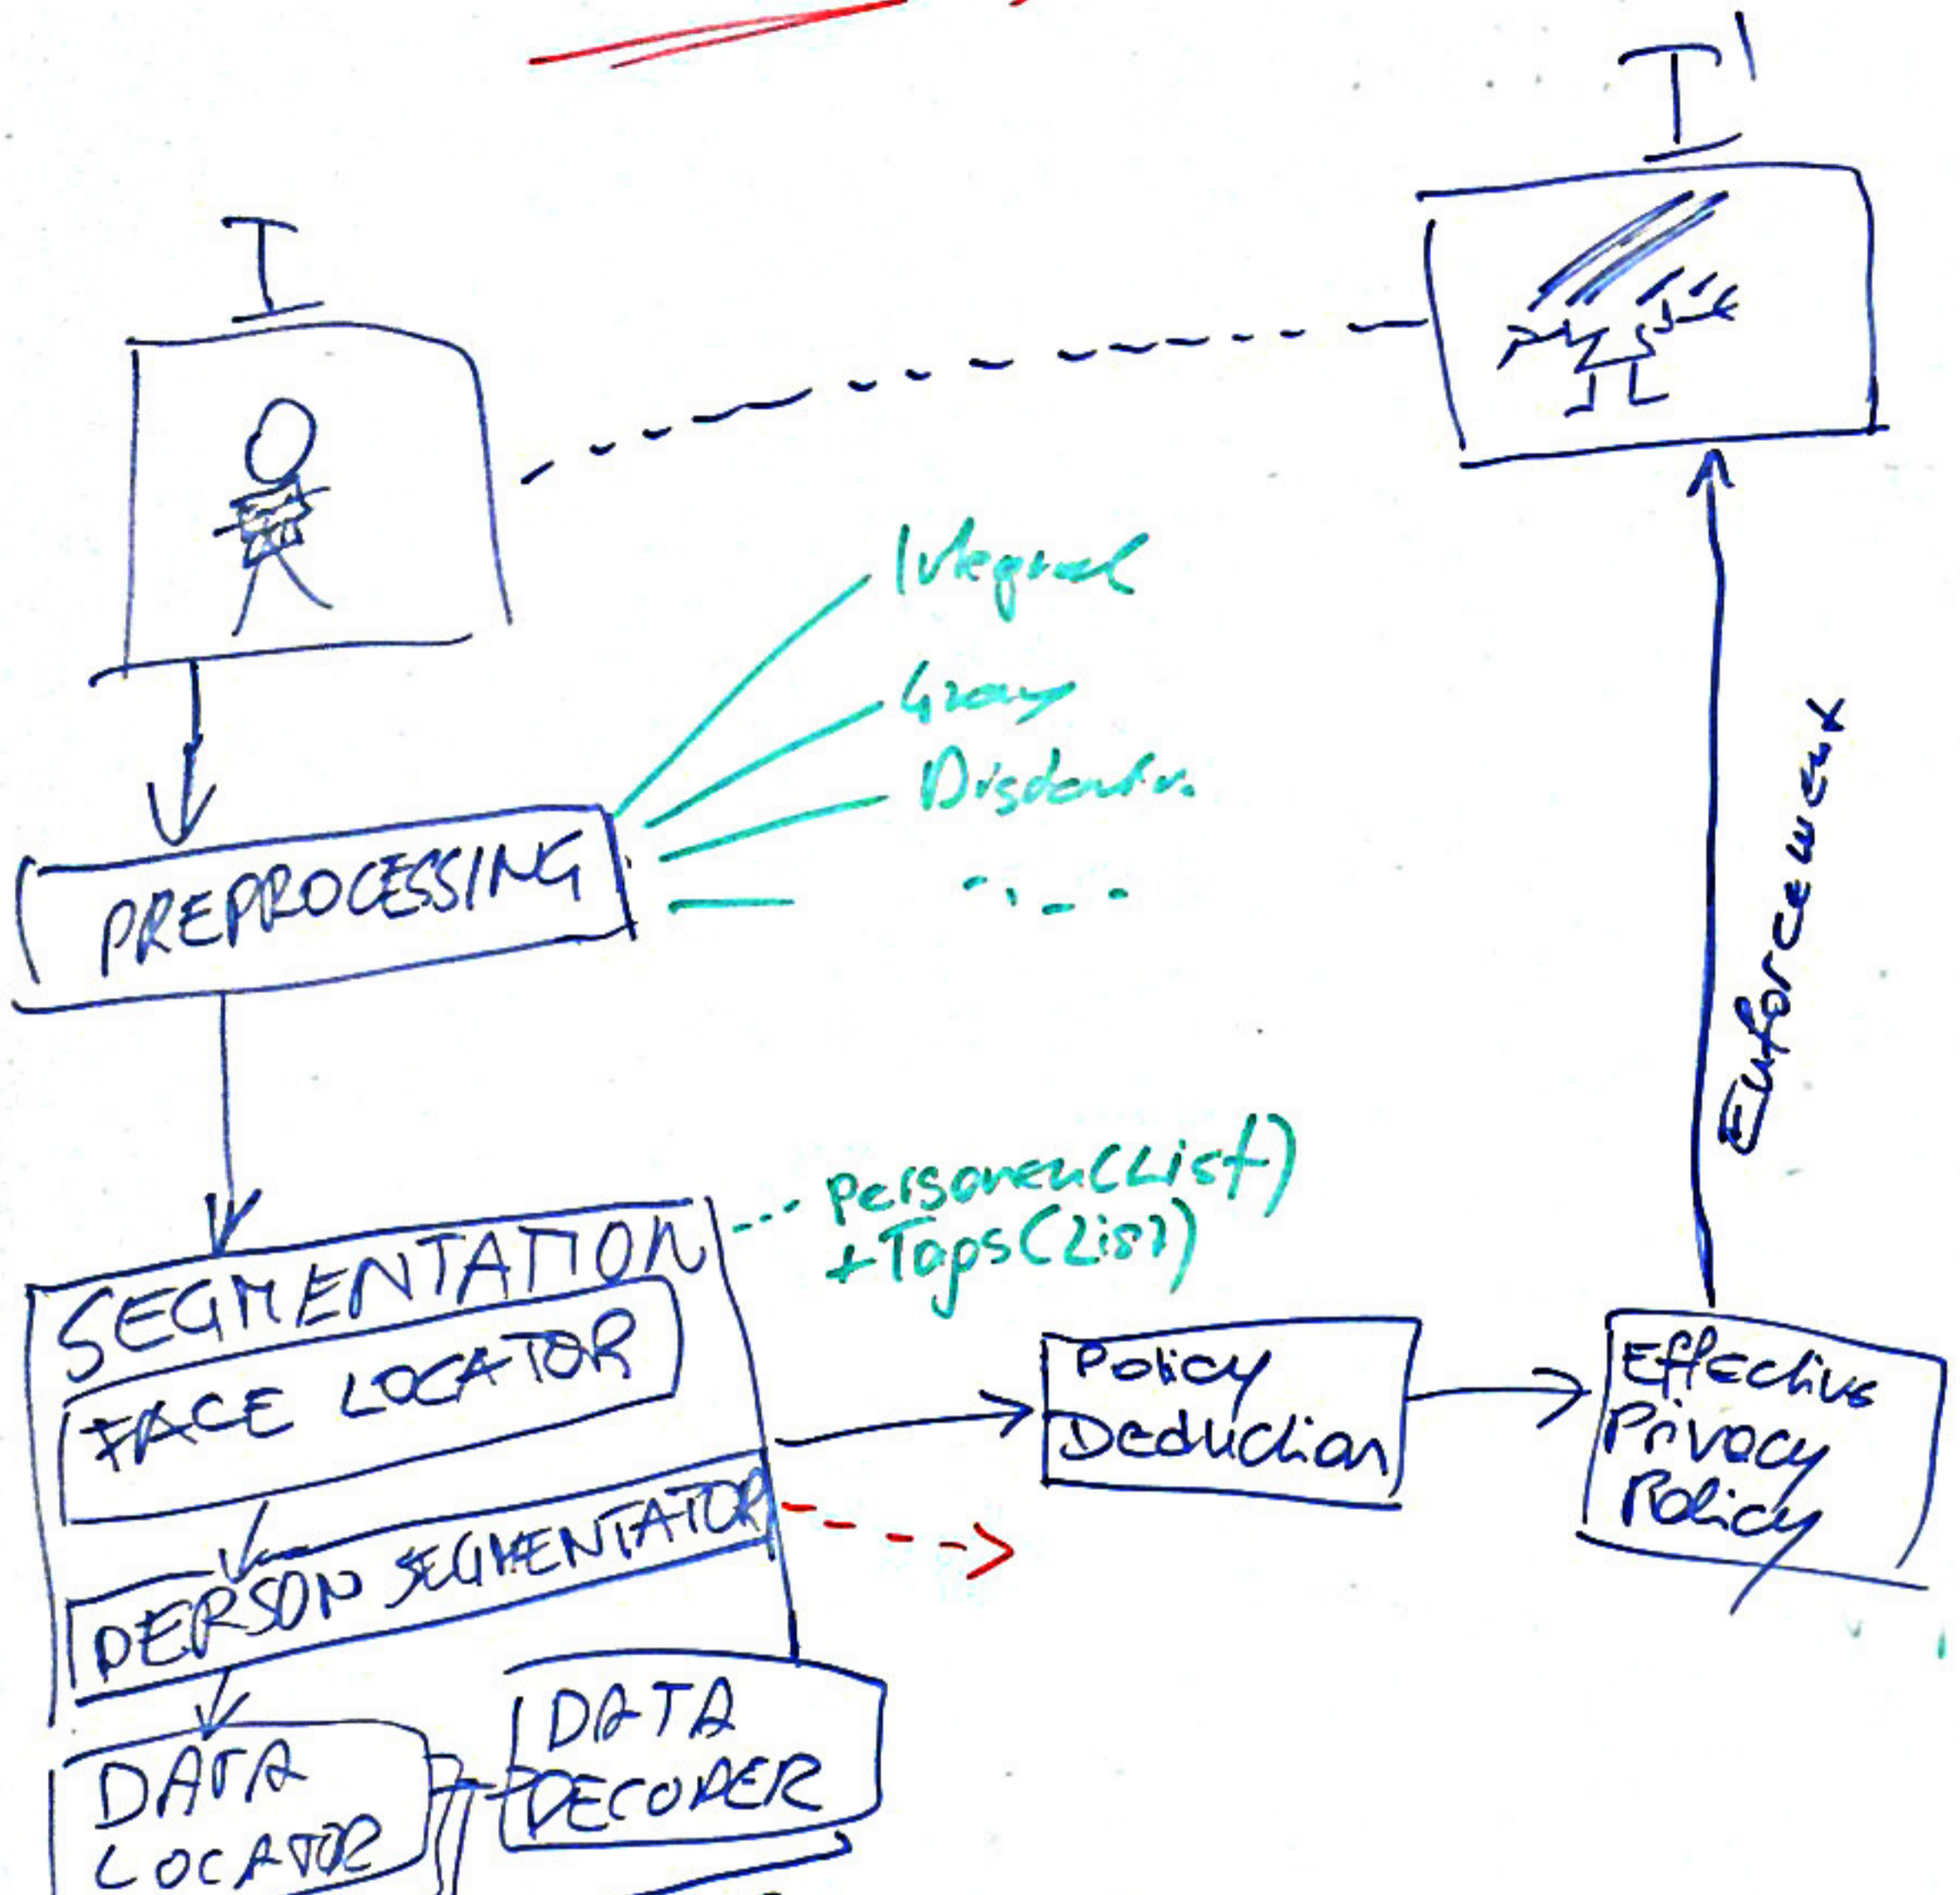 I'
I
Integral
Gray
PREPROCESSING
Enforcement
Personen(List)
+Tags(List)
SEGMENTATION
FACE LOCATOR
PERSON SEGMENTATOR
Policy
Deduction
Effective
Privacy
Policy
DATA
LOCATOR
DATA
DECODER